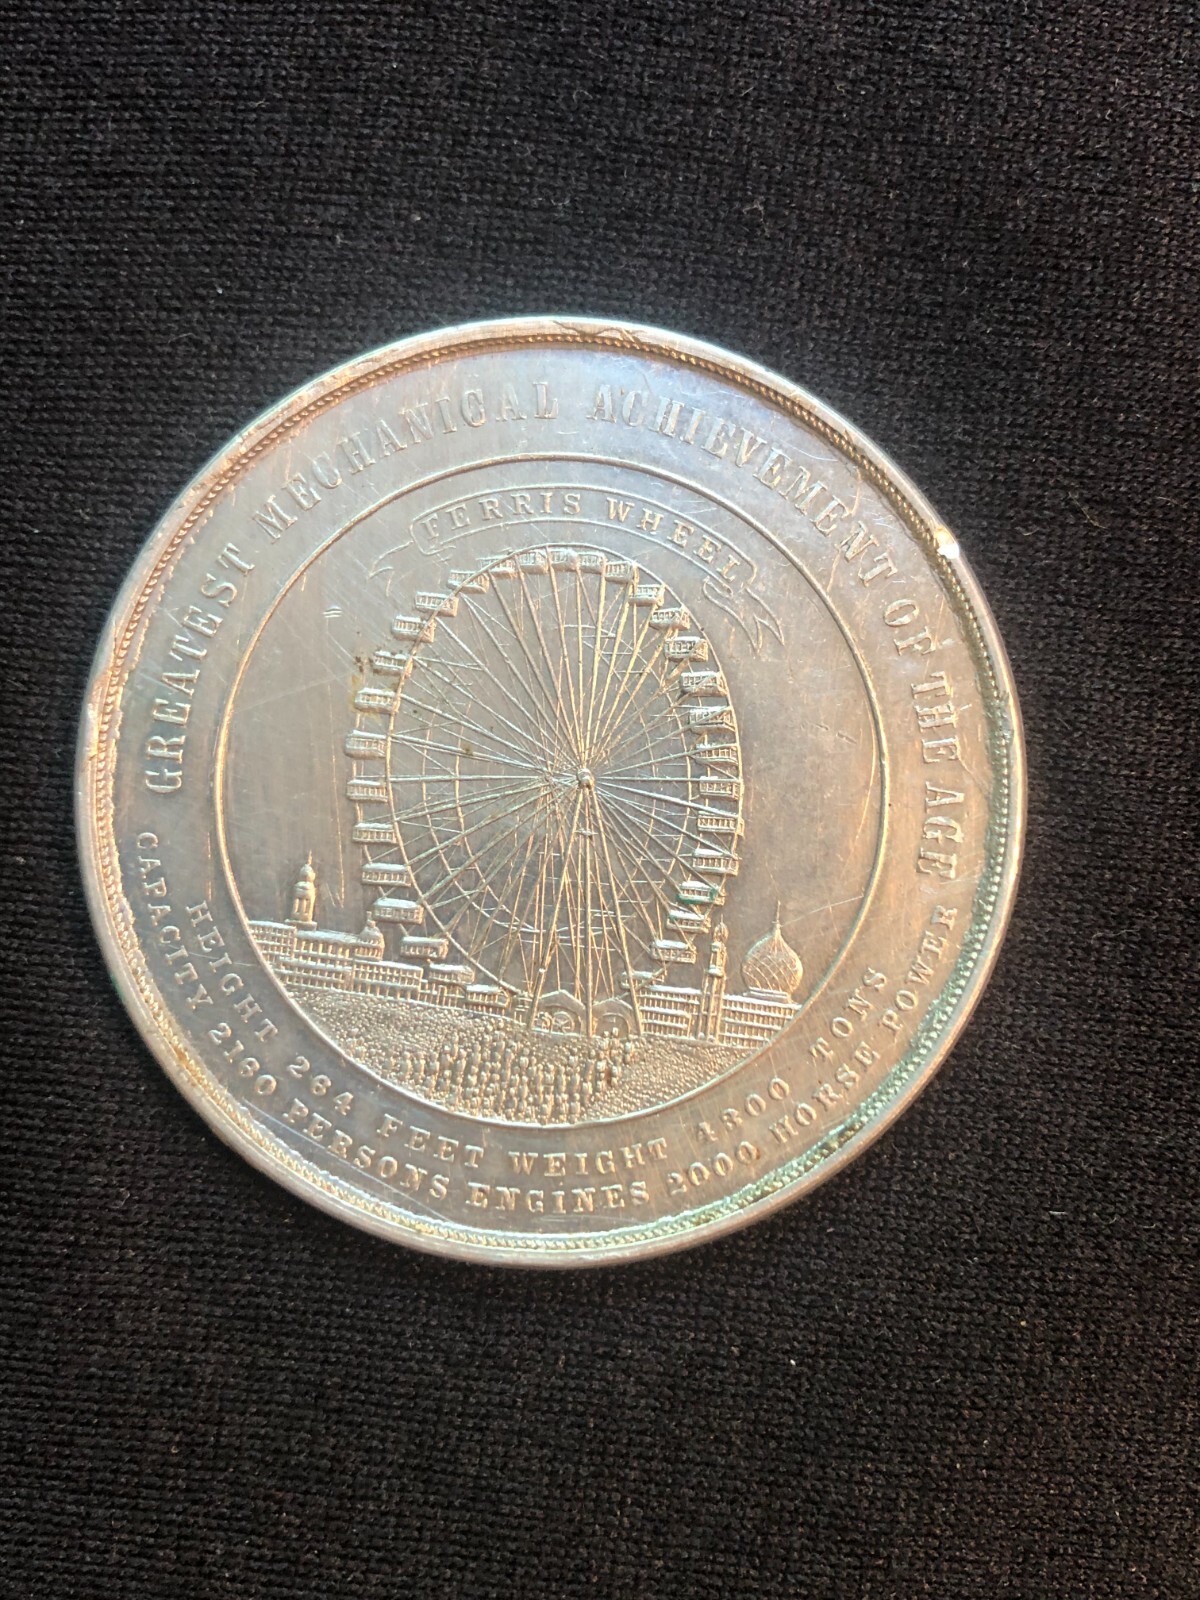 GREATEST MECHANICAL ACHIEVEMENT OF THE AGE
FERRIS WHEEL
HEIGHT 264 FEET WEIGHT 4300 TONS
CAPACITY 2160 PERSONS ENGINES 2000 HORSE POWER